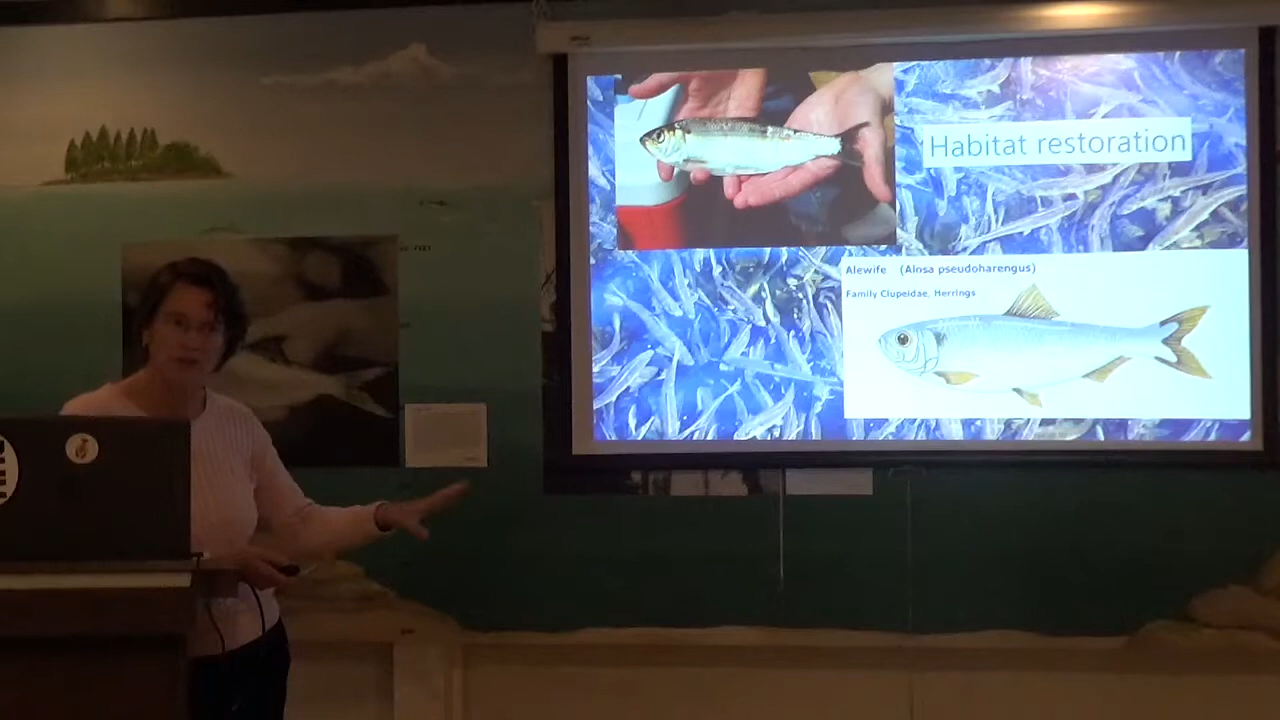 Habitat restoration
Alewife (Alosa pseudoharengus)
Family Clupeidae, Herrings